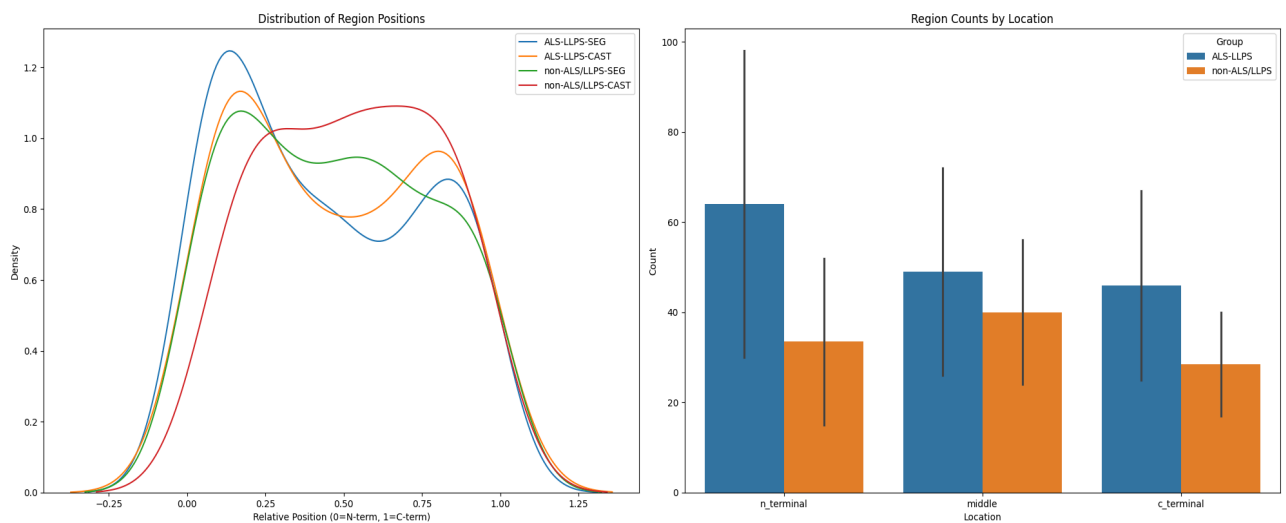 Distribution of Region Positions
ALS-LLPS-SEG
ALS-LLPS-CAST
non-ALS/LLPS-SEG
non-ALS/LLPS-CAST
1.2
1.0
0.8
0.6
0.4
0.2
0.0
Density
−0.25 0.00 0.25 0.50 0.75 1.00 1.25
Relative Position (0=N-term, 1=C-term)
Region Counts by Location
Group
ALS-LLPS
non-ALS/LLPS
100
80
60
40
20
0
Count
n_terminal middle c_terminal
Location